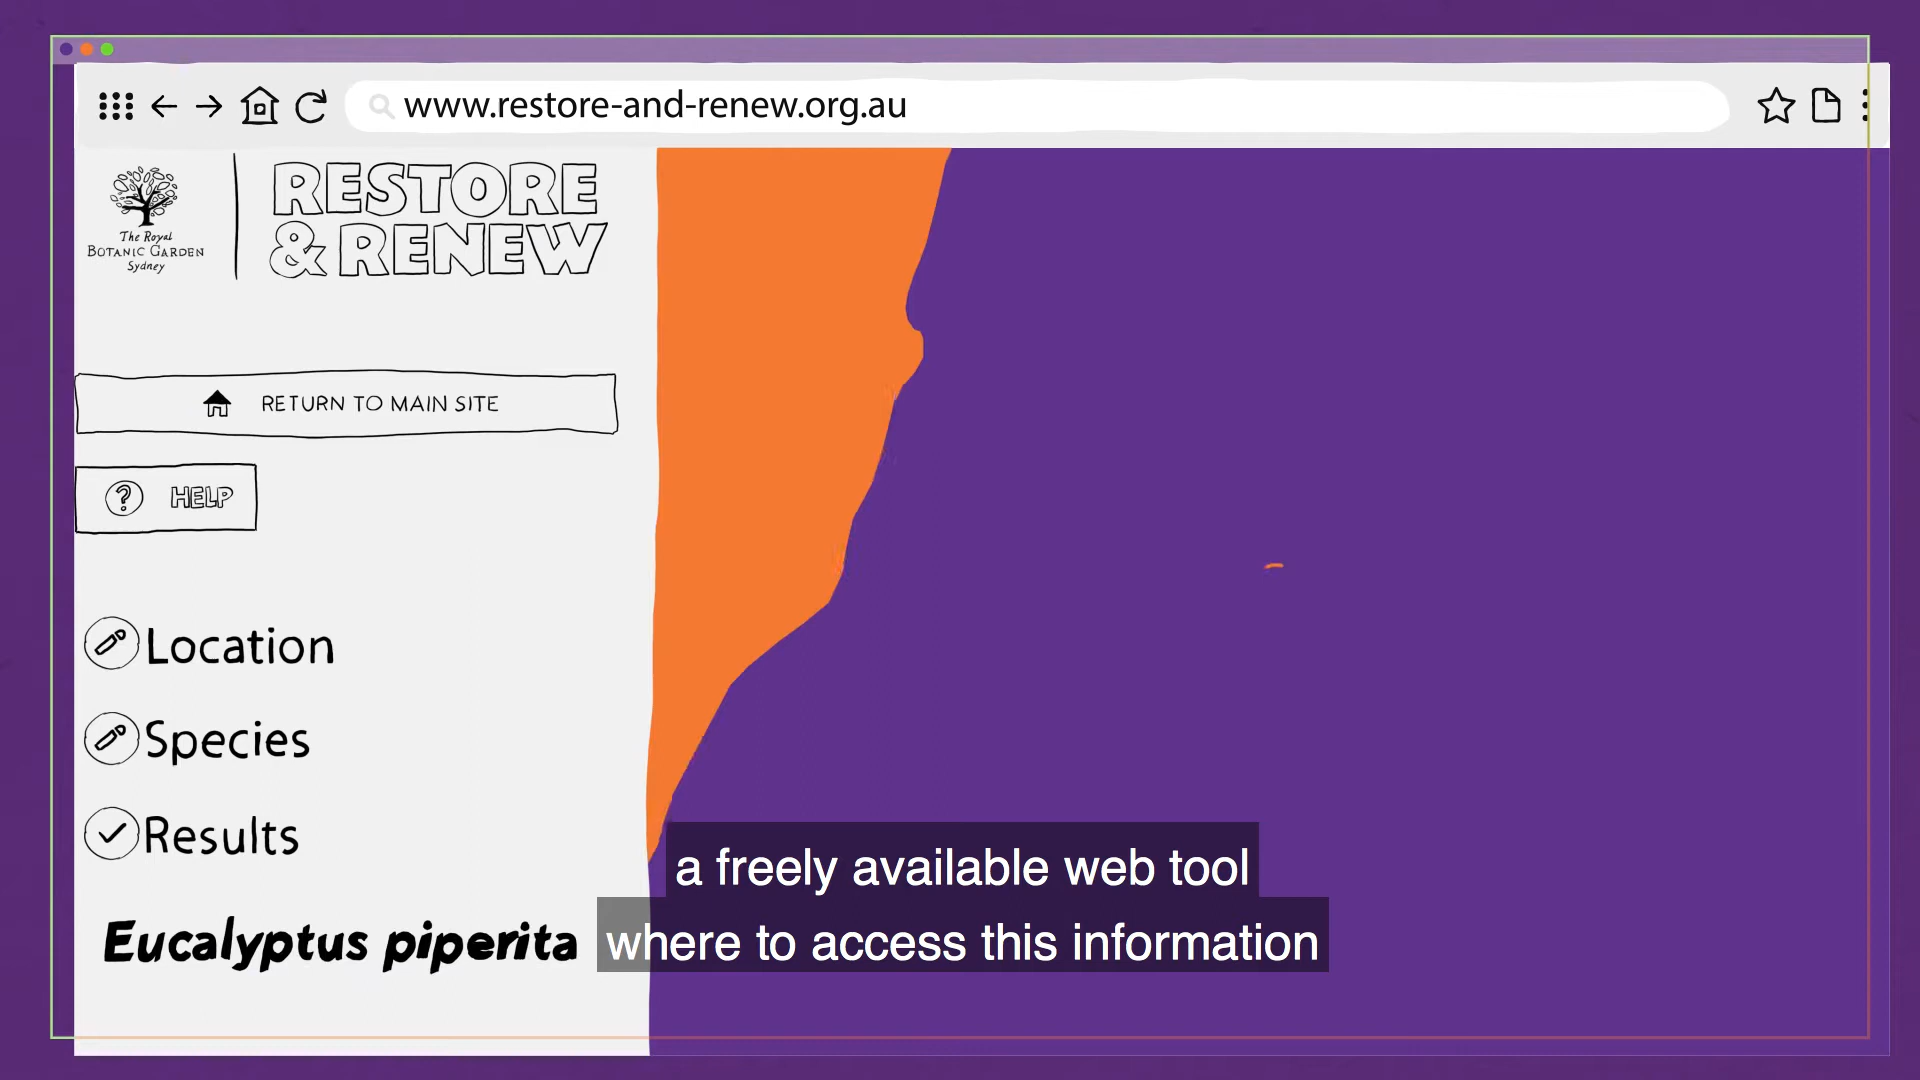 www.restore-and-renew.org.au
The Royal
BOTANIC GARDEN
Sydney
RESTORE
& RENEW
RETURN TO MAIN SITE
? HELP
Location
Species
Results
Eucalyptus piperita
a freely available web tool
where to access this information